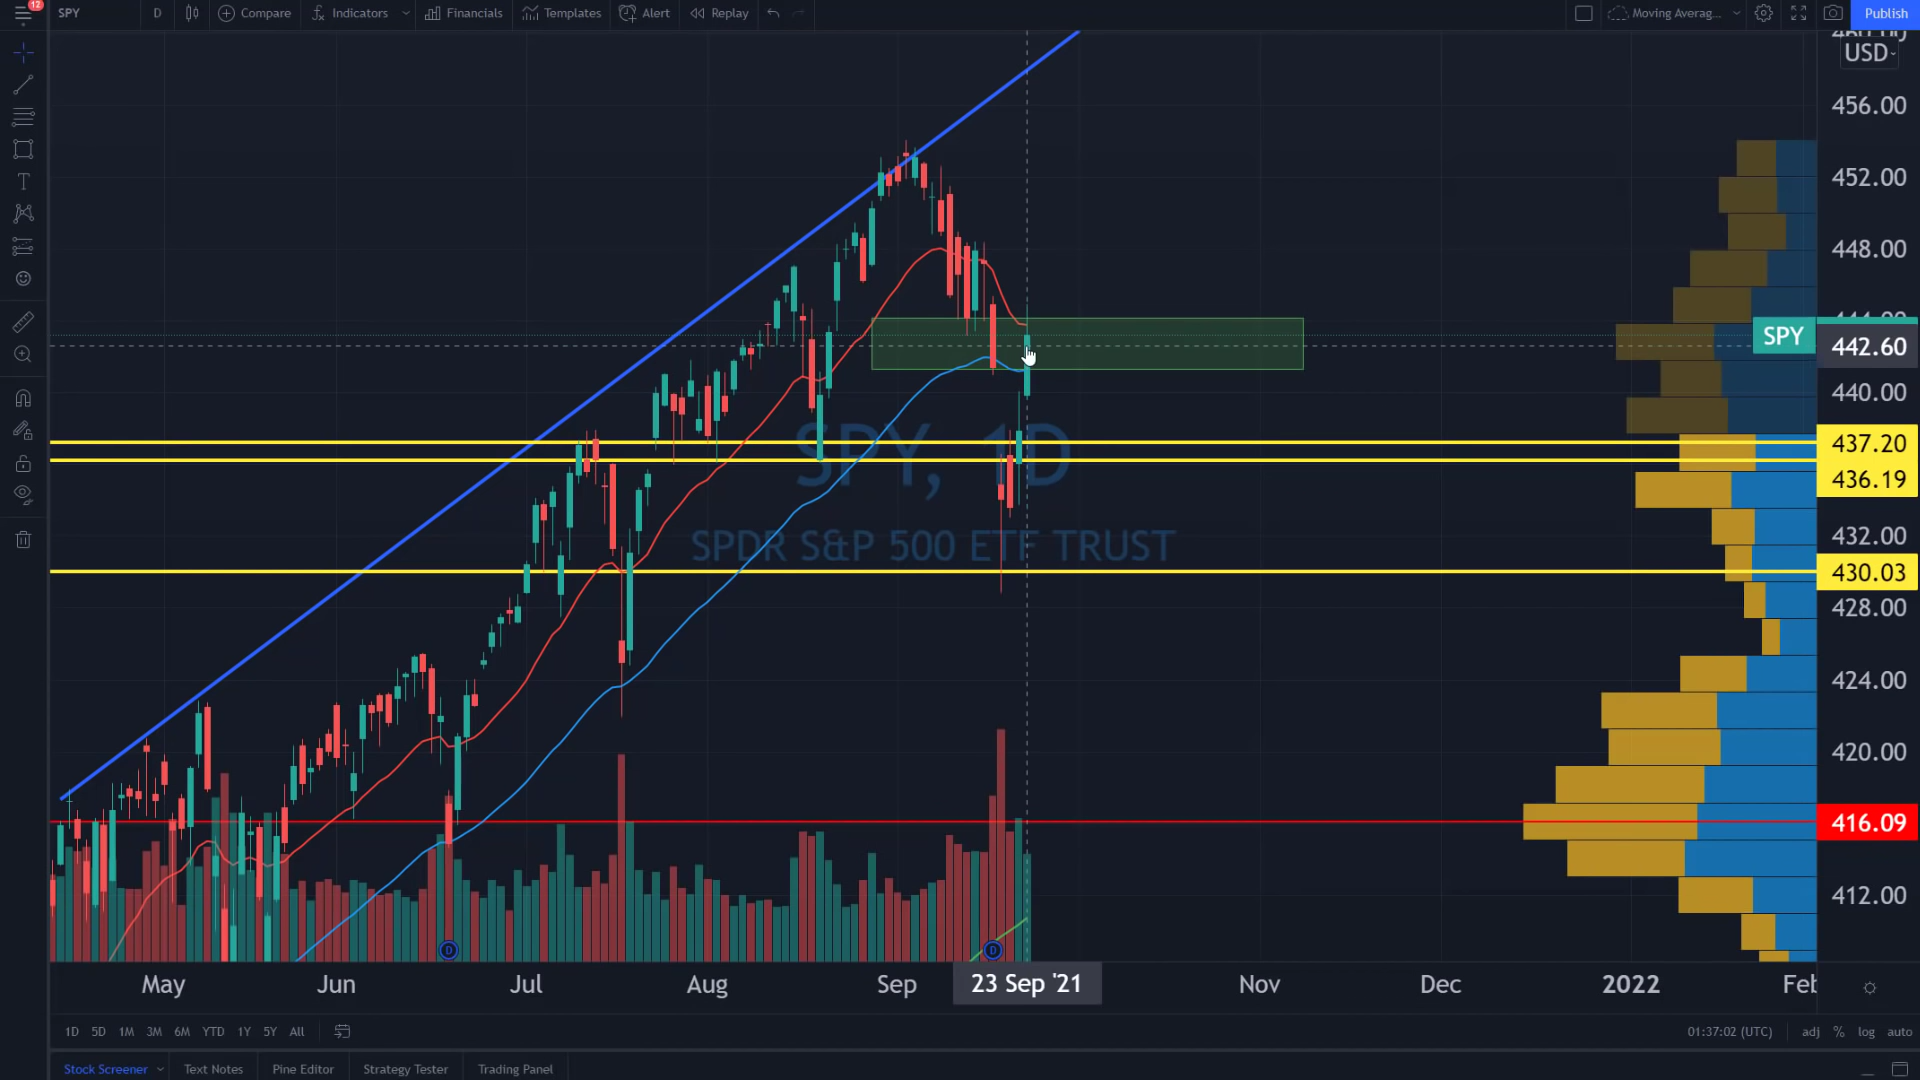 12
SPY
D
Compare
Indicators
Financials
Templates
Alert
Replay
Moving Averag...
Publish
USD
456.00
452.00
448.00
SPY
442.60
440.00
437.20
436.19
432.00
430.03
428.00
424.00
420.00
416.09
412.00
SPY, 1D
SPDR S&P 500 ETF TRUST
D
D
May
Jun
Jul
Aug
Sep
23 Sep '21
Nov
Dec
2022
Feb
1D 5D 1M 3M 6M YTD 1Y 5Y All
01:37:02 (UTC)
adj % log auto
Stock Screener
Text Notes
Pine Editor
Strategy Tester
Trading Panel